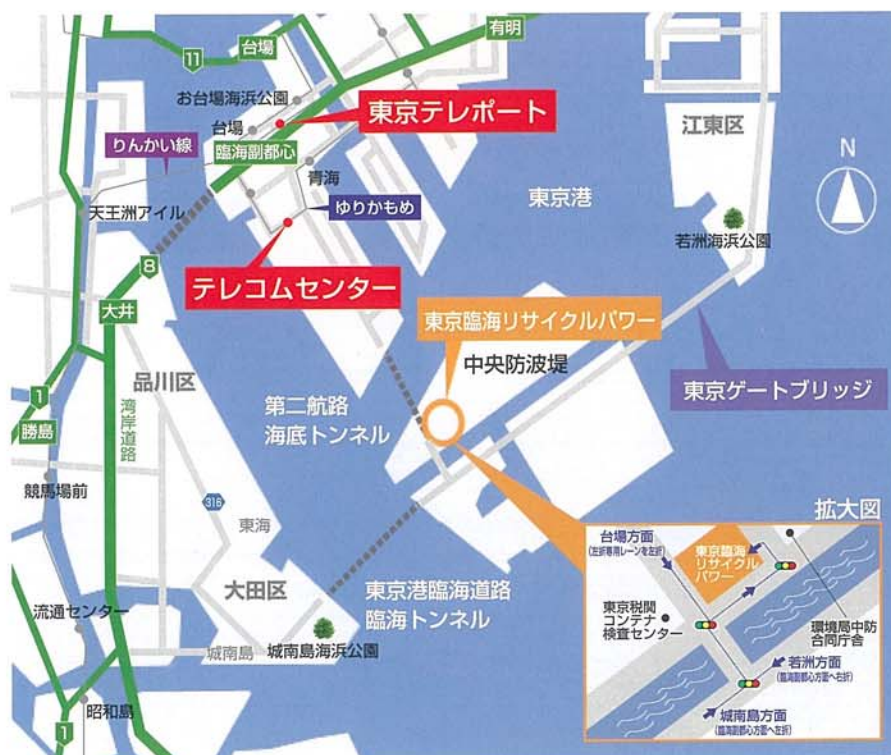 11
台場
有明
お台場海浜公園
台場
東京テレポート
臨海副都心
りんかい線
青海
天王洲アイル
ゆりかもめ
東京港
江東区
N
若洲海浜公園
8
テレコムセンター
大井
東京臨海リサイクルパワー
中央防波堤
品川区
東京ゲートブリッジ
1
勝島
湾岸道路
第二航路
海底トンネル
競馬場前
316
東海
大田区
東京港臨海道路
臨海トンネル
流通センター
城南島
城南島海浜公園
昭和島
1
拡大図
台場方面
(左折専用レーンを左折)
東京臨海
リサイクル
パワー
東京税関
コンテナ
検査センター
環境局中防
合同庁舎
若洲方面
(臨海副都心方面へ右折)
城南島方面
(臨海副都心方面へ左折)